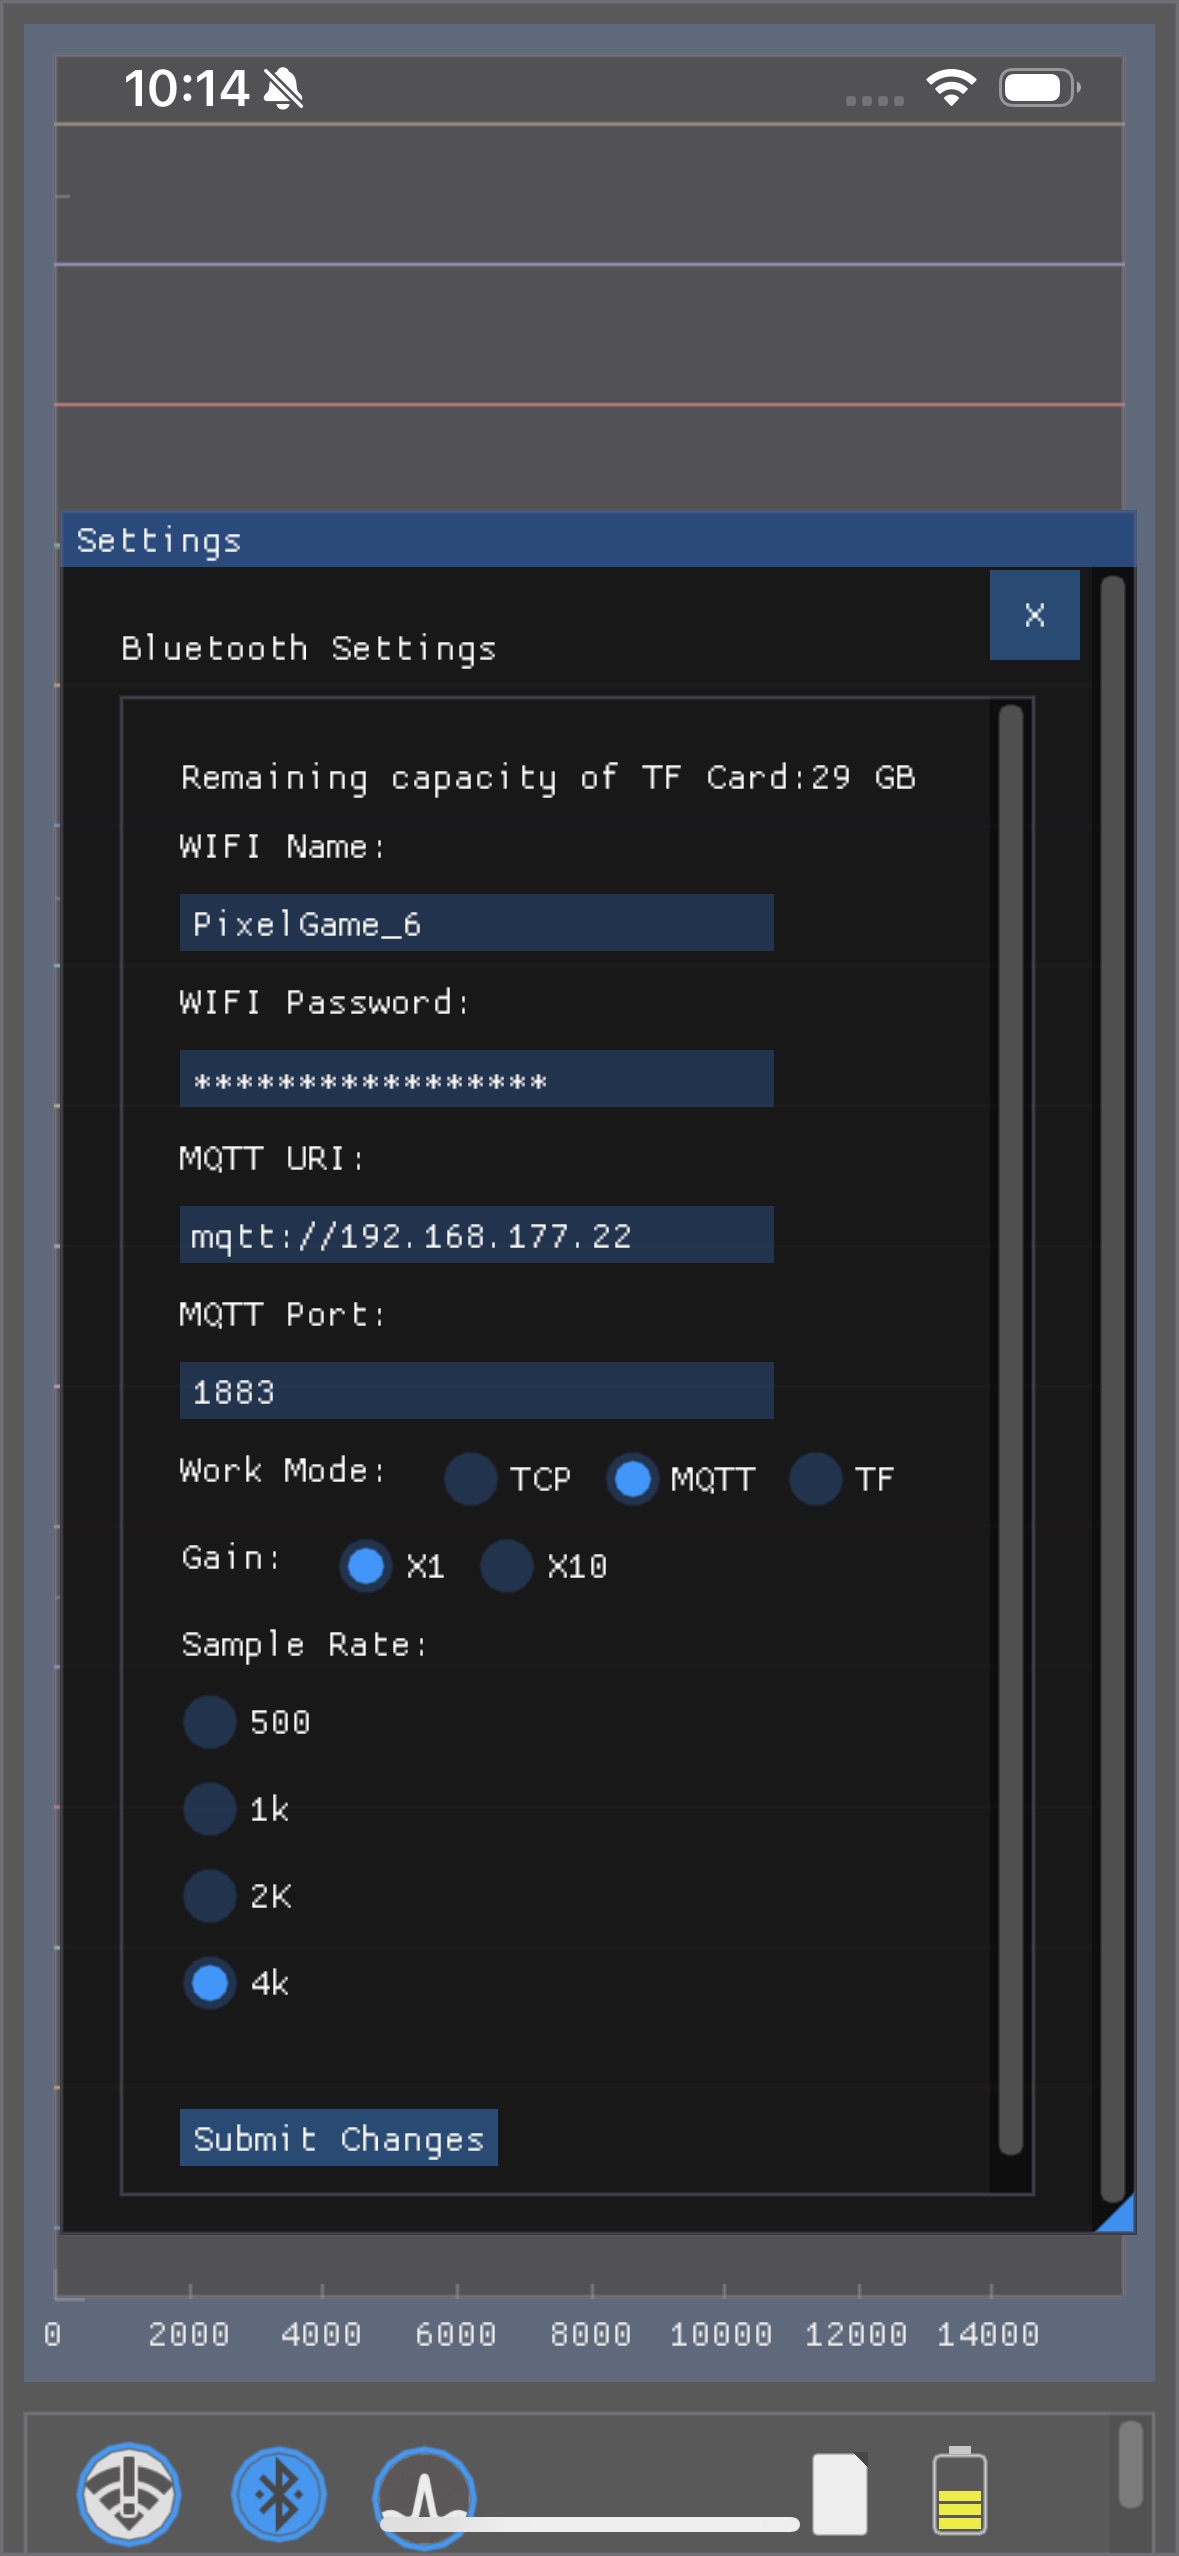 10:14
Settings
X
Bluetooth Settings
Remaining capacity of TF Card:29 GB
WIFI Name:
PixelGame_6
WIFI Password:
*****************
MQTT URI:
mqtt://192.168.177.22
MQTT Port:
1883
Work Mode: TCP MQTT TF
Gain: X1 X10
Sample Rate:
500
1k
2K
4k
Submit Changes
0 2000 4000 6000 8000 10000 12000 14000